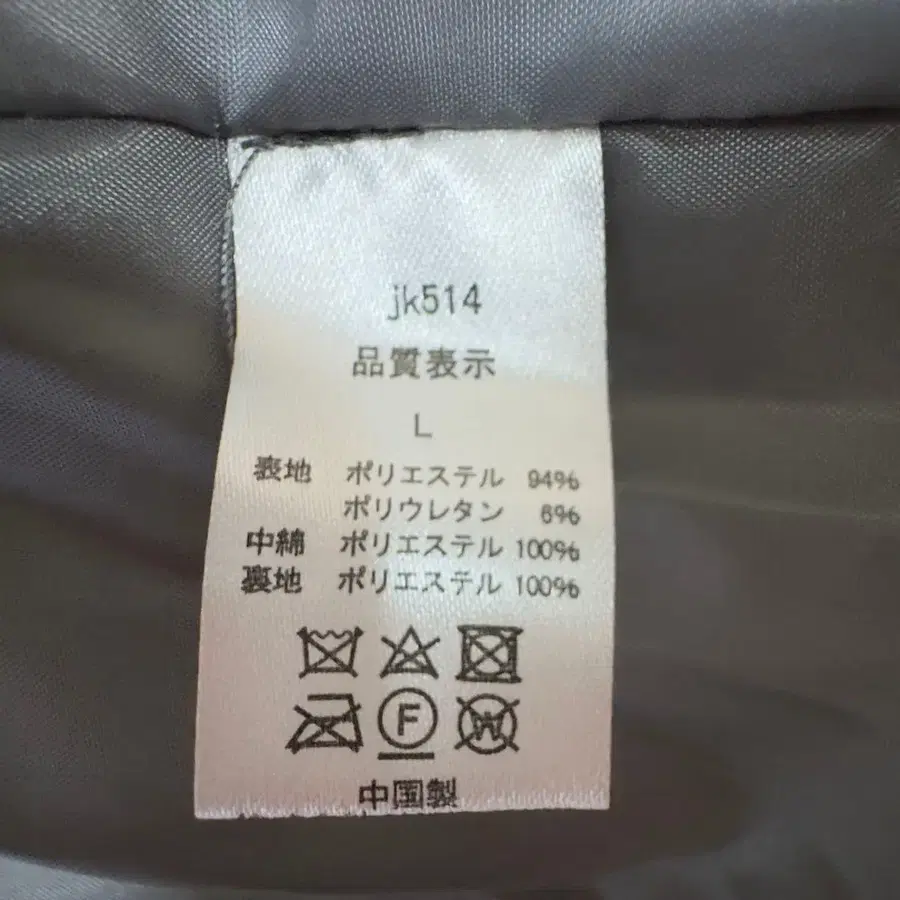 jk514
品質表示
L
表地 ポリエステル 94%
ポリウレタン 6%
中綿 ポリエステル 100%
裏地 ポリエステル 100%
F W
中国製